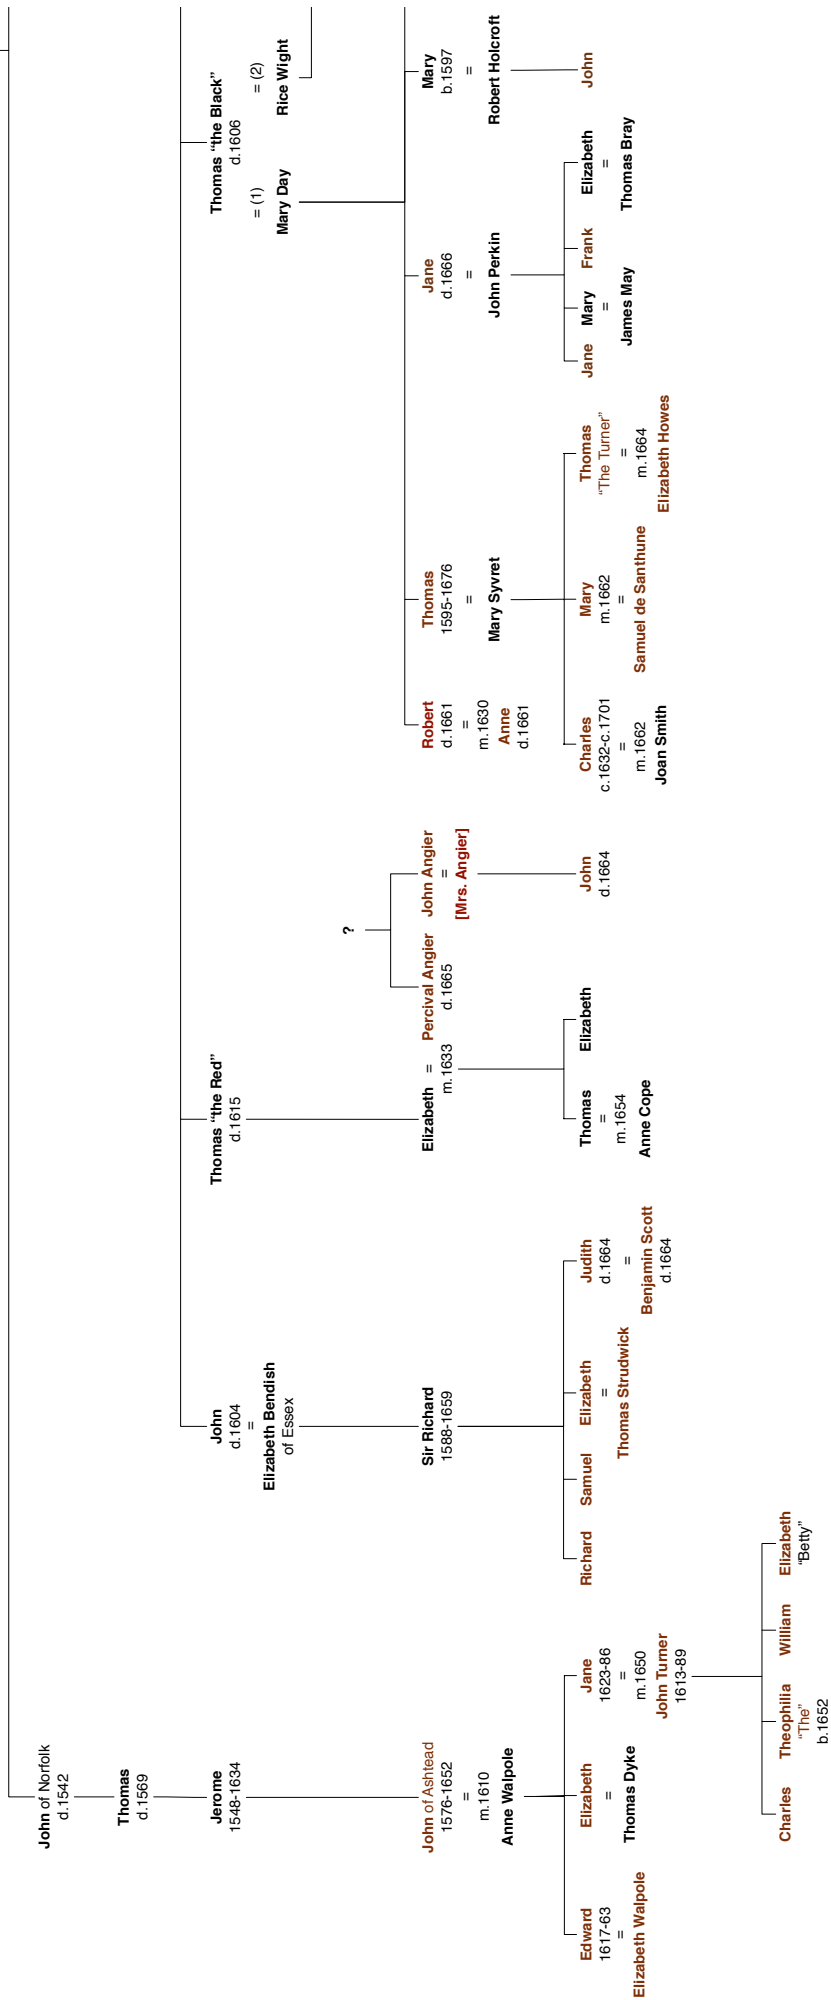 John of Norfolk
d.1542
Thomas
d.1569
Jerome
1548-1634
John
d.1604
=
Elizabeth Bendish
of Essex
Thomas “the Red”
d.1615
Thomas “the Black”
d.1606
= (1)
Mary Day
= (2)
Rice Wight
?
John of Ashtead
1576-1652
=
m.1610
Anne Walpole
Sir Richard
1588-1659
Elizabeth =
m.1633
Percival Angier
d.1665
John Angier
=
[Mrs. Angier]
Robert
d.1661
=
m.1630
Anne
d.1661
Thomas
1595-1676
=
Mary Syvret
Jane
d.1666
=
John Perkin
Mary
b.1597
=
Robert Holcroft
Edward
1617-63
=
Elizabeth Walpole
Elizabeth
=
Thomas Dyke
Jane
1623-86
=
m.1650
John Turner
1613-89
Richard
Samuel
Elizabeth
=
Thomas Strudwick
Judith
d.1664
=
Benjamin Scott
d.1664
Thomas
=
m.1654
Anne Cope
Elizabeth
John
d.1664
Charles
c.1632-c.1701
=
m.1662
Joan Smith
Mary
m.1662
=
Samuel de Santhune
Thomas
“The Turner”
=
m.1664
Elizabeth Howes
Jane
Mary
=
James May
Frank
Elizabeth
=
Thomas Bray
John
Charles
Theophilia
“The”
b.1652
William
Elizabeth
“Betty”